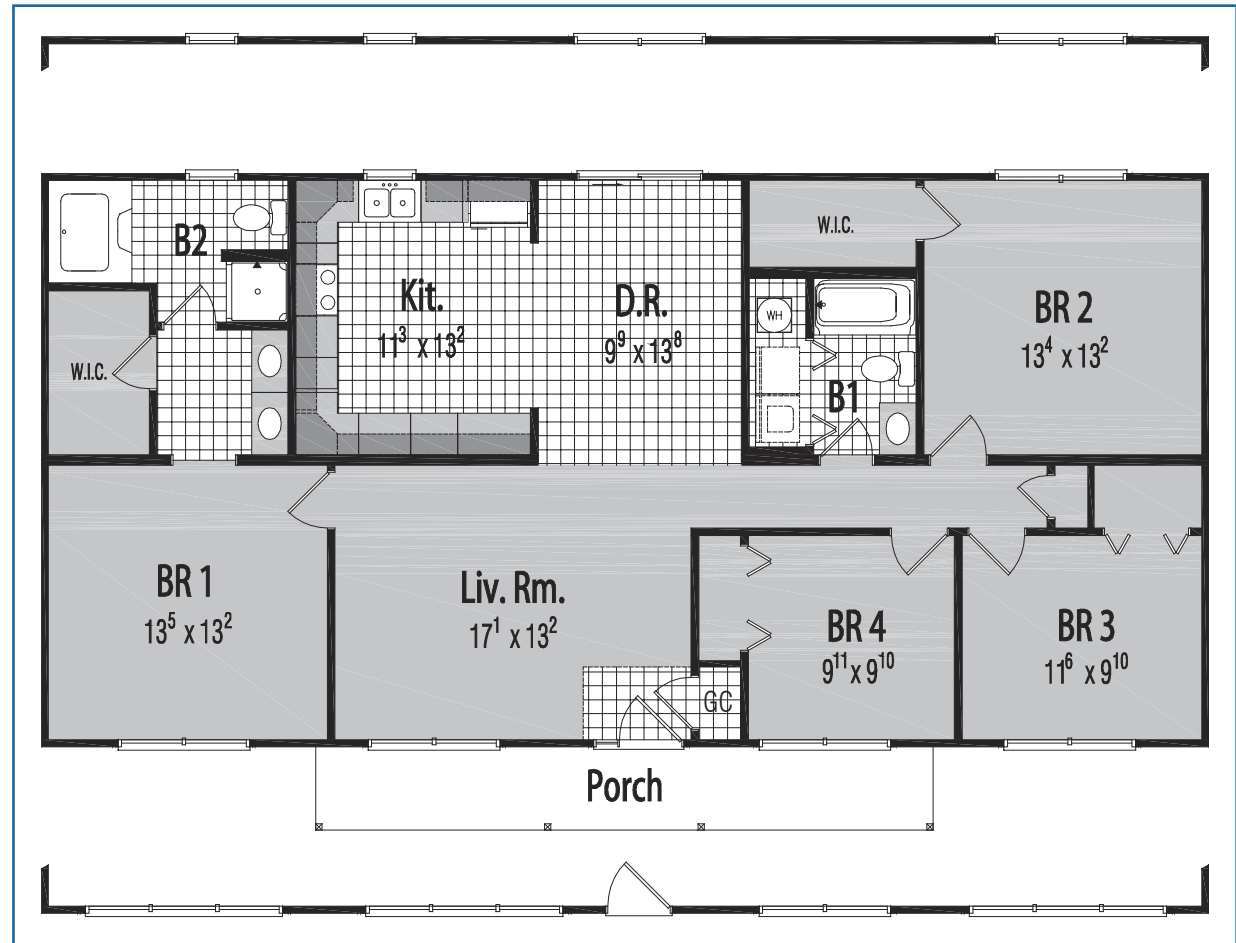 B2
Kit.
11³ x 13²
D.R.
9⁹ x 13⁸
W.I.C.
BR 2
13⁴ x 13²
W.I.C.
WH
B1
BR 1
13⁵ x 13²
Liv. Rm.
17¹ x 13²
BR 4
9¹¹ x 9¹⁰
BR 3
11⁶ x 9¹⁰
GC
Porch